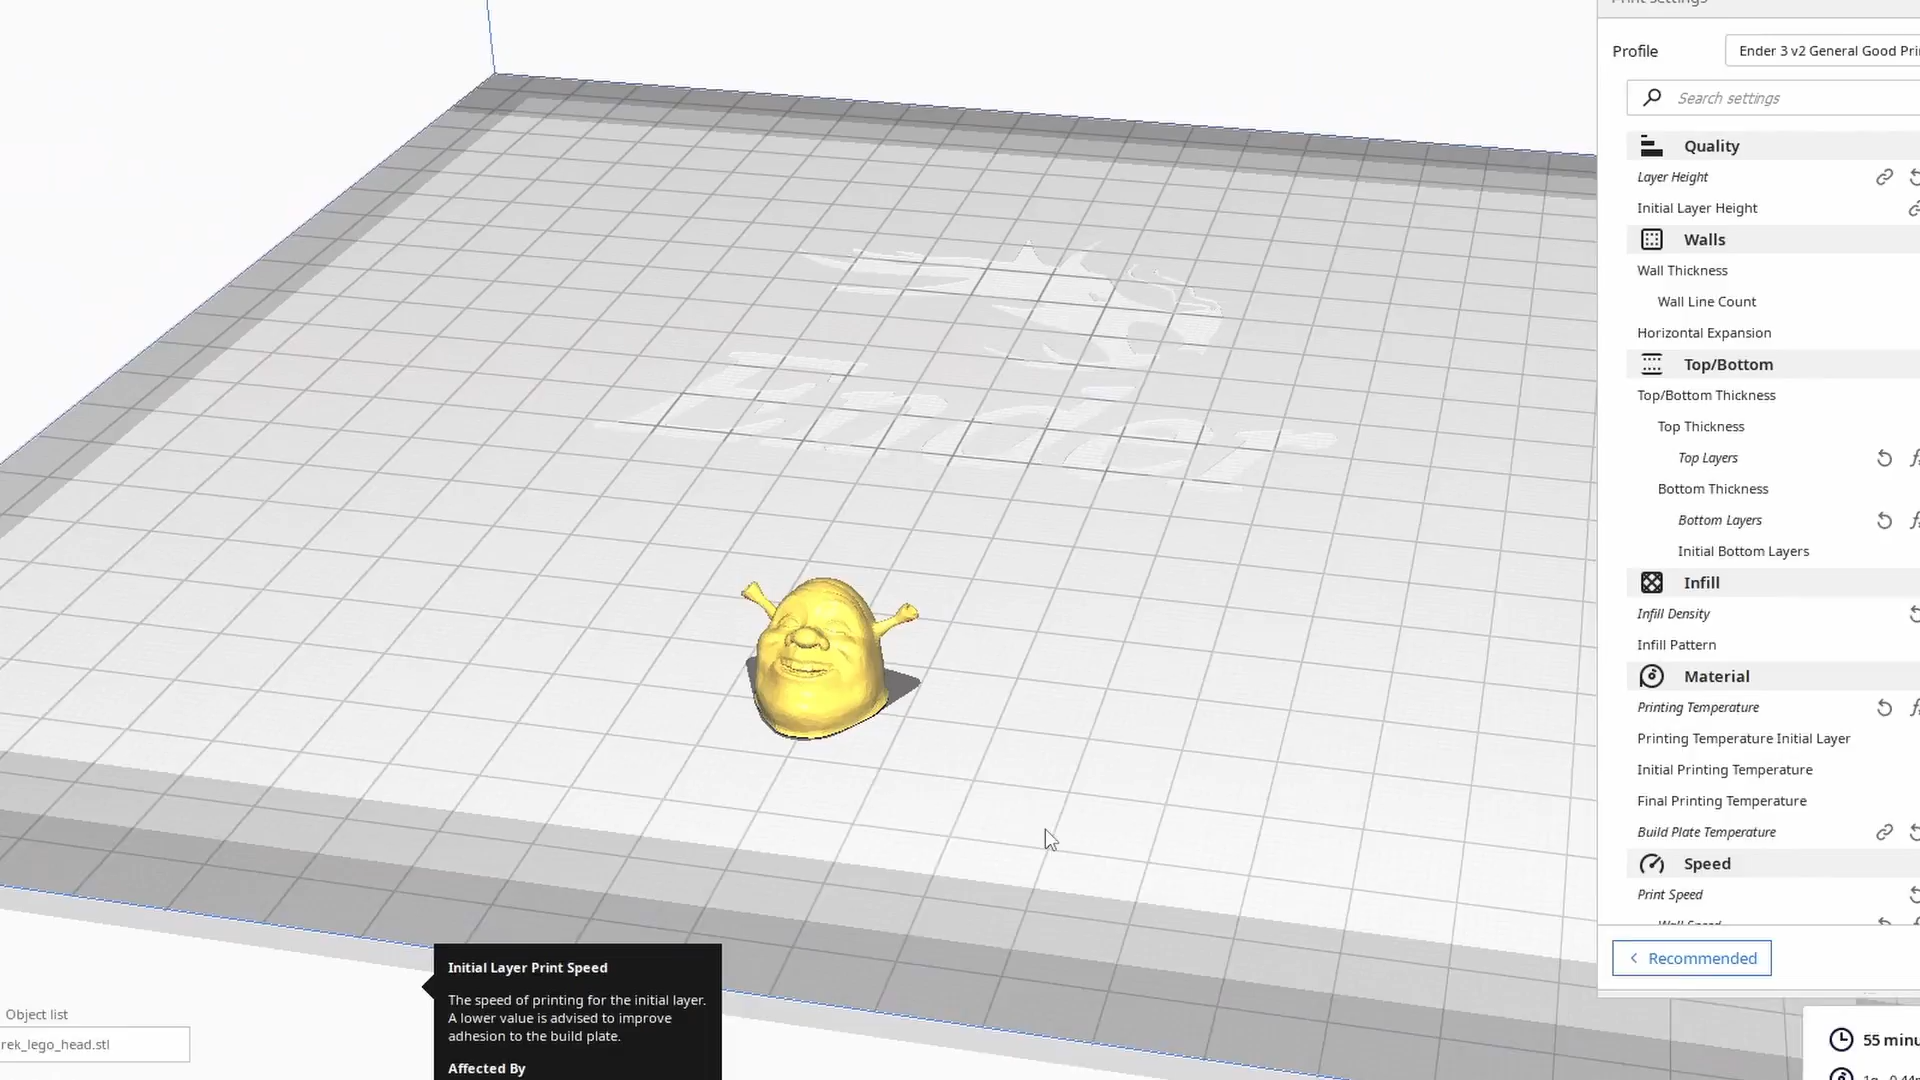 Print settings
Profile
Ender 3 v2 General Good Pri
Search settings
Quality
Layer Height
Initial Layer Height
Walls
Wall Thickness
Wall Line Count
Horizontal Expansion
Top/Bottom
Top/Bottom Thickness
Top Thickness
Top Layers
Bottom Thickness
Bottom Layers
Initial Bottom Layers
Infill
Infill Density
Infill Pattern
Material
Printing Temperature
Printing Temperature Initial Layer
Initial Printing Temperature
Final Printing Temperature
Build Plate Temperature
Speed
Print Speed
Wall Speed
Recommended
Ender
Initial Layer Print Speed
The speed of printing for the initial layer.
A lower value is advised to improve
adhesion to the build plate.
Affected By
Object list
rek_lego_head.stl
55 minu